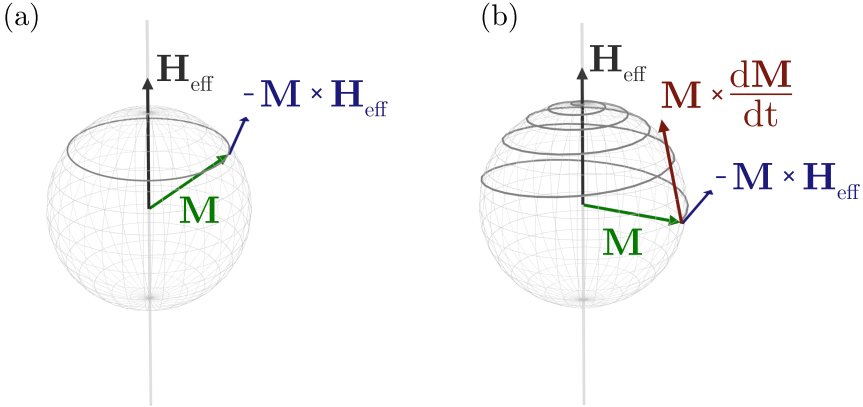 (a)
H_eff
-M × H_eff
M
(b)
H_eff
M × dM/dt
-M × H_eff
M